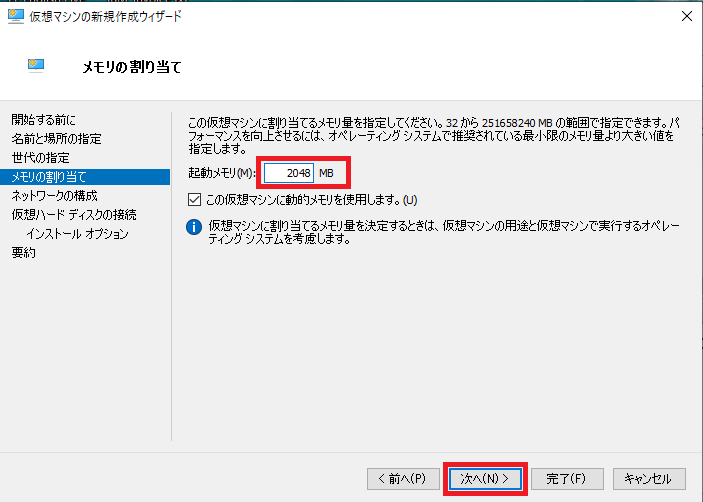 仮想マシンの新規作成ウィザード
メモリの割り当て
開始する前に
名前と場所の指定
世代の指定
メモリの割り当て
ネットワークの構成
仮想ハード ディスクの接続
インストール オプション
要約
この仮想マシンに割り当てるメモリ量を指定してください。32 から 251658240 MB の範囲で指定できます。パ
フォーマンスを向上させるには、オペレーティング システムで推奨されている最小限のメモリ量より大きい値を
指定します。
起動メモリ(M): 2048 MB
この仮想マシンに動的メモリを使用します。(U)
仮想マシンに割り当てるメモリ量を決定するときは、仮想マシンの用途と仮想マシンで実行するオペレー
ティング システムを考慮します。
< 前へ(P) 次へ(N) > 完了(F) キャンセル